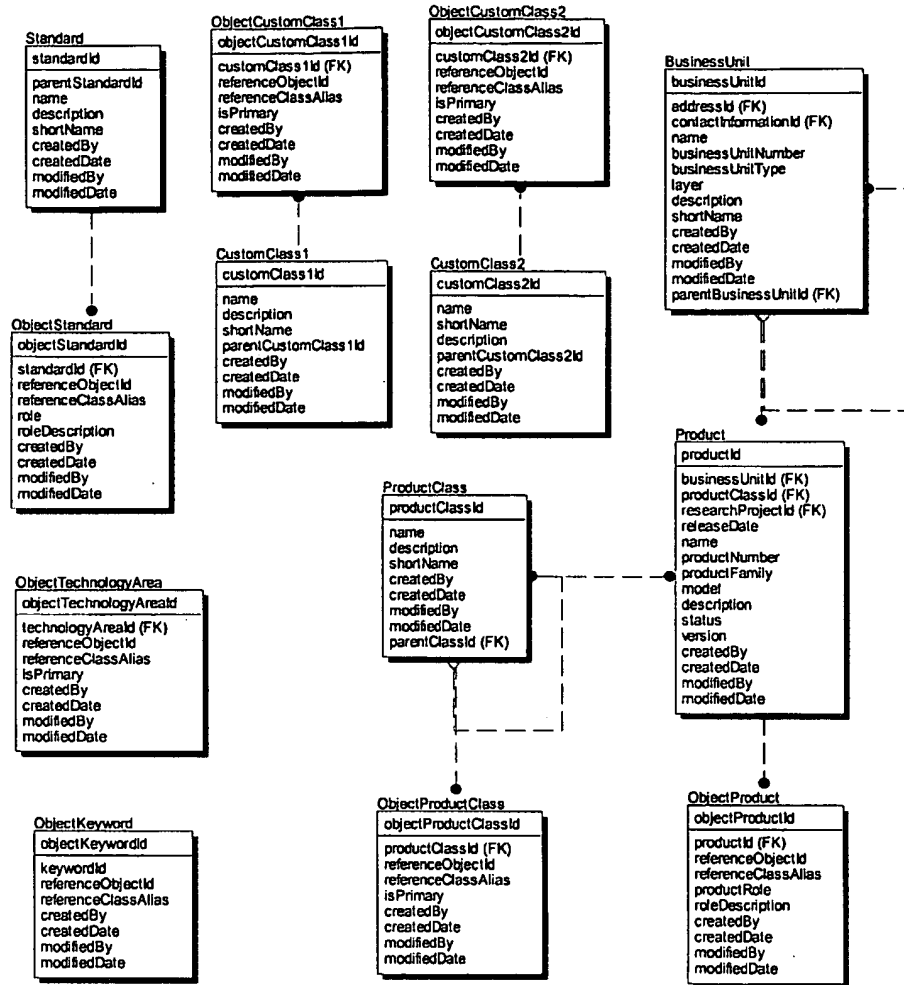 Standard
standardId
parentStandardId
name
description
shortName
createdBy
createdDate
modifiedBy
modifiedDate
ObjectCustomClass1
objectCustomClass1Id
customClass1Id (FK)
referenceObjectId
referenceClassAlias
isPrimary
createdBy
createdDate
modifiedBy
modifiedDate
ObjectCustomClass2
objectCustomClass2Id
customClass2Id (FK)
referenceObjectId
referenceClassAlias
isPrimary
createdBy
createdDate
modifiedBy
modifiedDate
BusinessUnit
businessUnitId
addressId (FK)
contactInformationId (FK)
name
businessUnitNumber
businessUnitType
layer
description
shortName
createdBy
createdDate
modifiedBy
modifiedDate
parentBusinessUnitId (FK)
CustomClass1
customClass1Id
name
description
shortName
parentCustomClass1Id
createdBy
createdDate
modifiedBy
modifiedDate
CustomClass2
customClass2Id
name
shortName
description
parentCustomClass2Id
createdBy
createdDate
modifiedBy
modifiedDate
ObjectStandard
objectStandardId
standardId (FK)
referenceObjectId
referenceClassAlias
role
roleDescription
createdBy
createdDate
modifiedBy
modifiedDate
Product
productId
businessUnitId (FK)
productClassId (FK)
researchProjectId (FK)
releaseDate
name
productNumber
productFamily
model
description
status
version
createdBy
createdDate
modifiedBy
modifiedDate
ProductClass
productClassId
name
description
shortName
createdBy
createdDate
modifiedBy
modifiedDate
parentClassId (FK)
ObjectTechnologyArea
objectTechnologyAreaId
technologyAreaId (FK)
referenceObjectId
referenceClassAlias
isPrimary
createdBy
createdDate
modifiedBy
modifiedDate
ObjectProductClass
objectProductClassId
productClassId (FK)
referenceObjectId
referenceClassAlias
isPrimary
createdBy
createdDate
modifiedBy
modifiedDate
ObjectProduct
objectProductId
productId (FK)
referenceObjectId
referenceClassAlias
productRole
roleDescription
createdBy
createdDate
modifiedBy
modifiedDate
ObjectKeyword
objectKeywordId
keywordId
referenceObjectId
referenceClassAlias
createdBy
createdDate
modifiedBy
modifiedDate